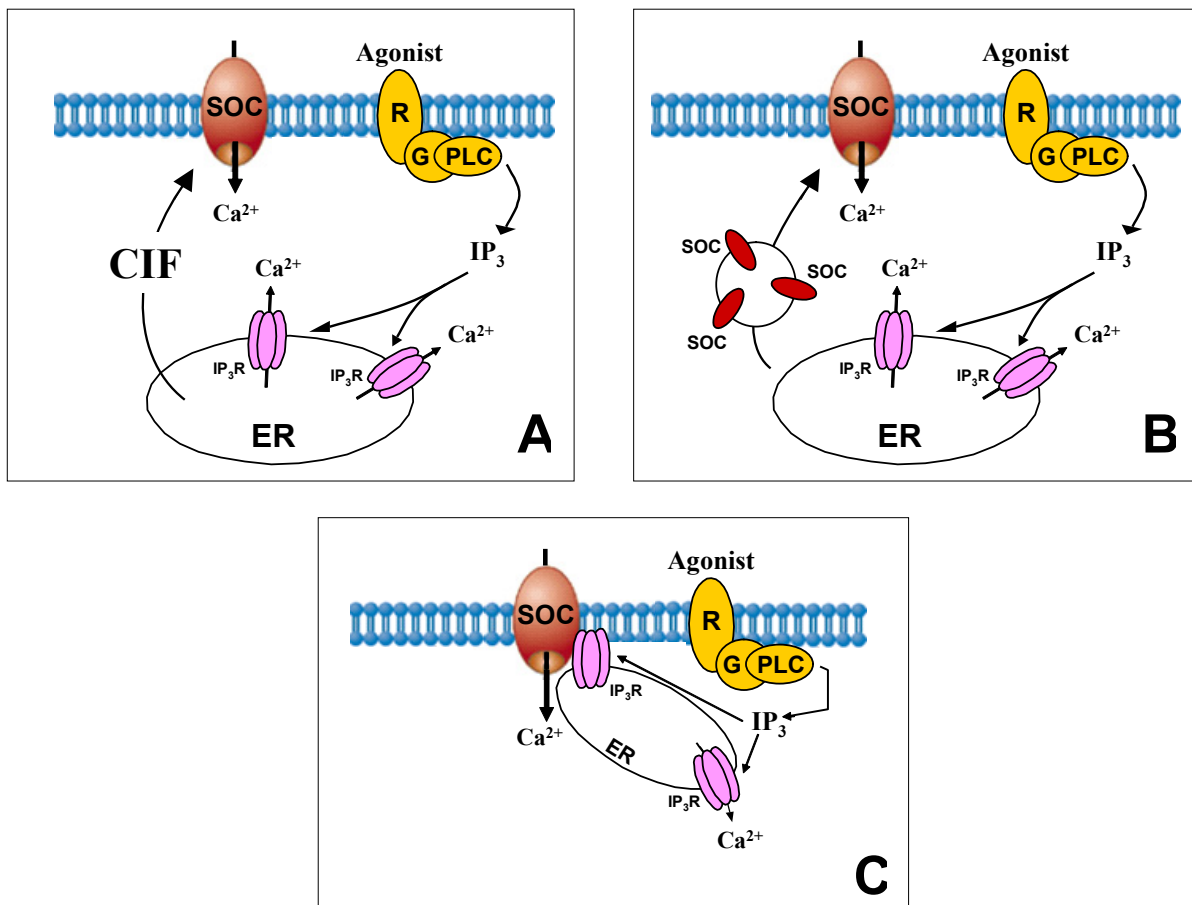 Agonist
SOC
R
G PLC
Ca²⁺
CIF
IP₃
Ca²⁺
Ca²⁺
IP₃R
IP₃R
ER
A
Agonist
SOC
R
G PLC
Ca²⁺
SOC
SOC
SOC
IP₃
Ca²⁺
Ca²⁺
IP₃R
IP₃R
ER
B
Agonist
SOC
R
G PLC
IP₃R
IP₃
Ca²⁺
ER
IP₃R
Ca²⁺
C